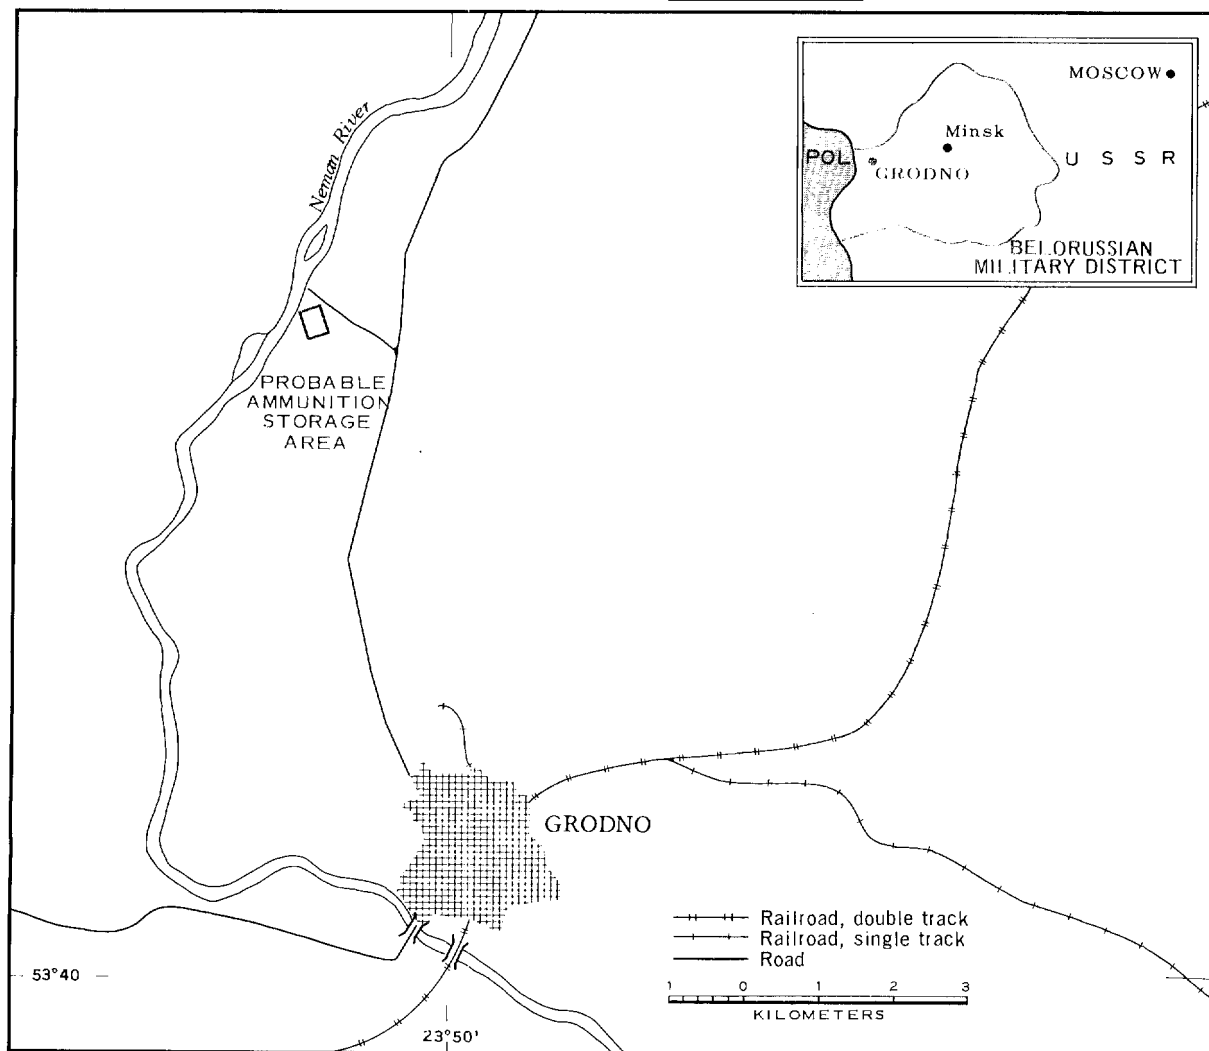 Neman River
MOSCOW
Minsk
POL
GRODNO
U S S R
BELORUSSIAN
MILITARY DISTRICT
PROBABLE
AMMUNITION
STORAGE
AREA
GRODNO
Railroad, double track
Railroad, single track
Road
53°40
1 0 1 2 3
KILOMETERS
23°50'